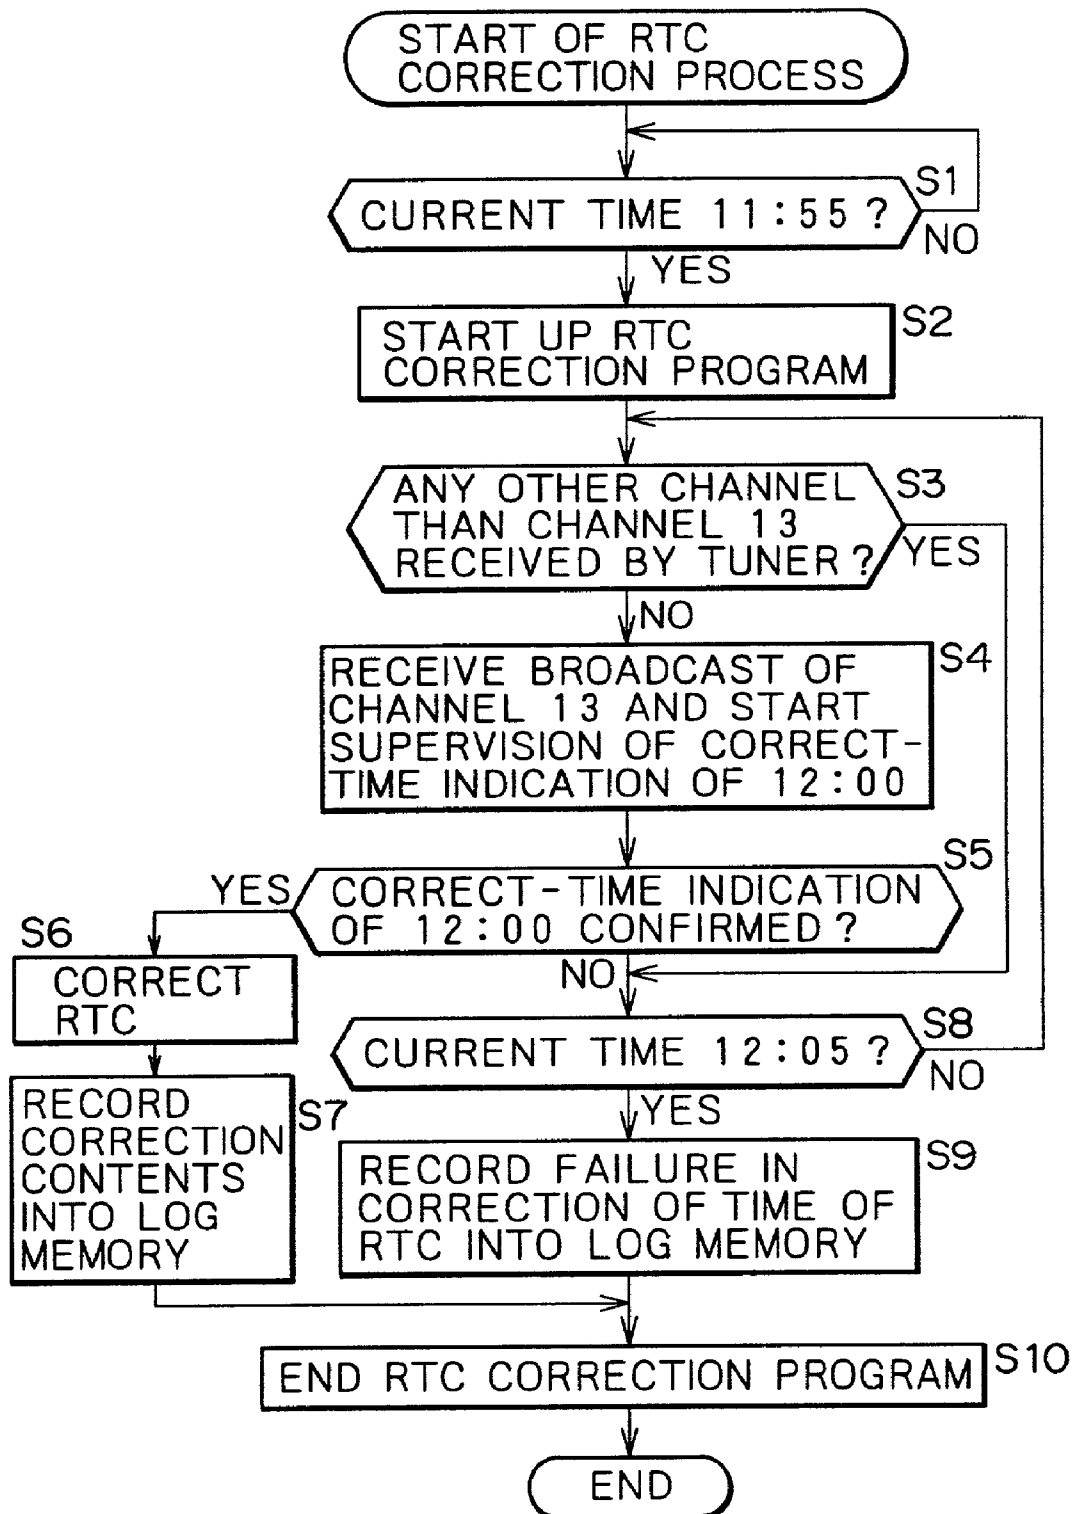 START OF RTC
CORRECTION PROCESS
S1
CURRENT TIME 11:55?
NO
YES
S2
START UP RTC
CORRECTION PROGRAM
S3
ANY OTHER CHANNEL
THAN CHANNEL 13
RECEIVED BY TUNER?
YES
NO
S4
RECEIVE BROADCAST OF
CHANNEL 13 AND START
SUPERVISION OF CORRECT-
TIME INDICATION OF 12:00
S5
YES
CORRECT-TIME INDICATION
OF 12:00 CONFIRMED?
S6
CORRECT
RTC
NO
S8
CURRENT TIME 12:05?
NO
YES
S7
RECORD
CORRECTION
CONTENTS
INTO LOG
MEMORY
S9
RECORD FAILURE IN
CORRECTION OF TIME OF
RTC INTO LOG MEMORY
S10
END RTC CORRECTION PROGRAM
END